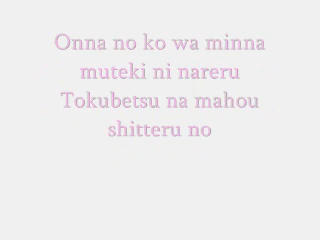 Onna no ko wa minna
muteki ni nareru
Tokubetsu na mahou
shitteru no